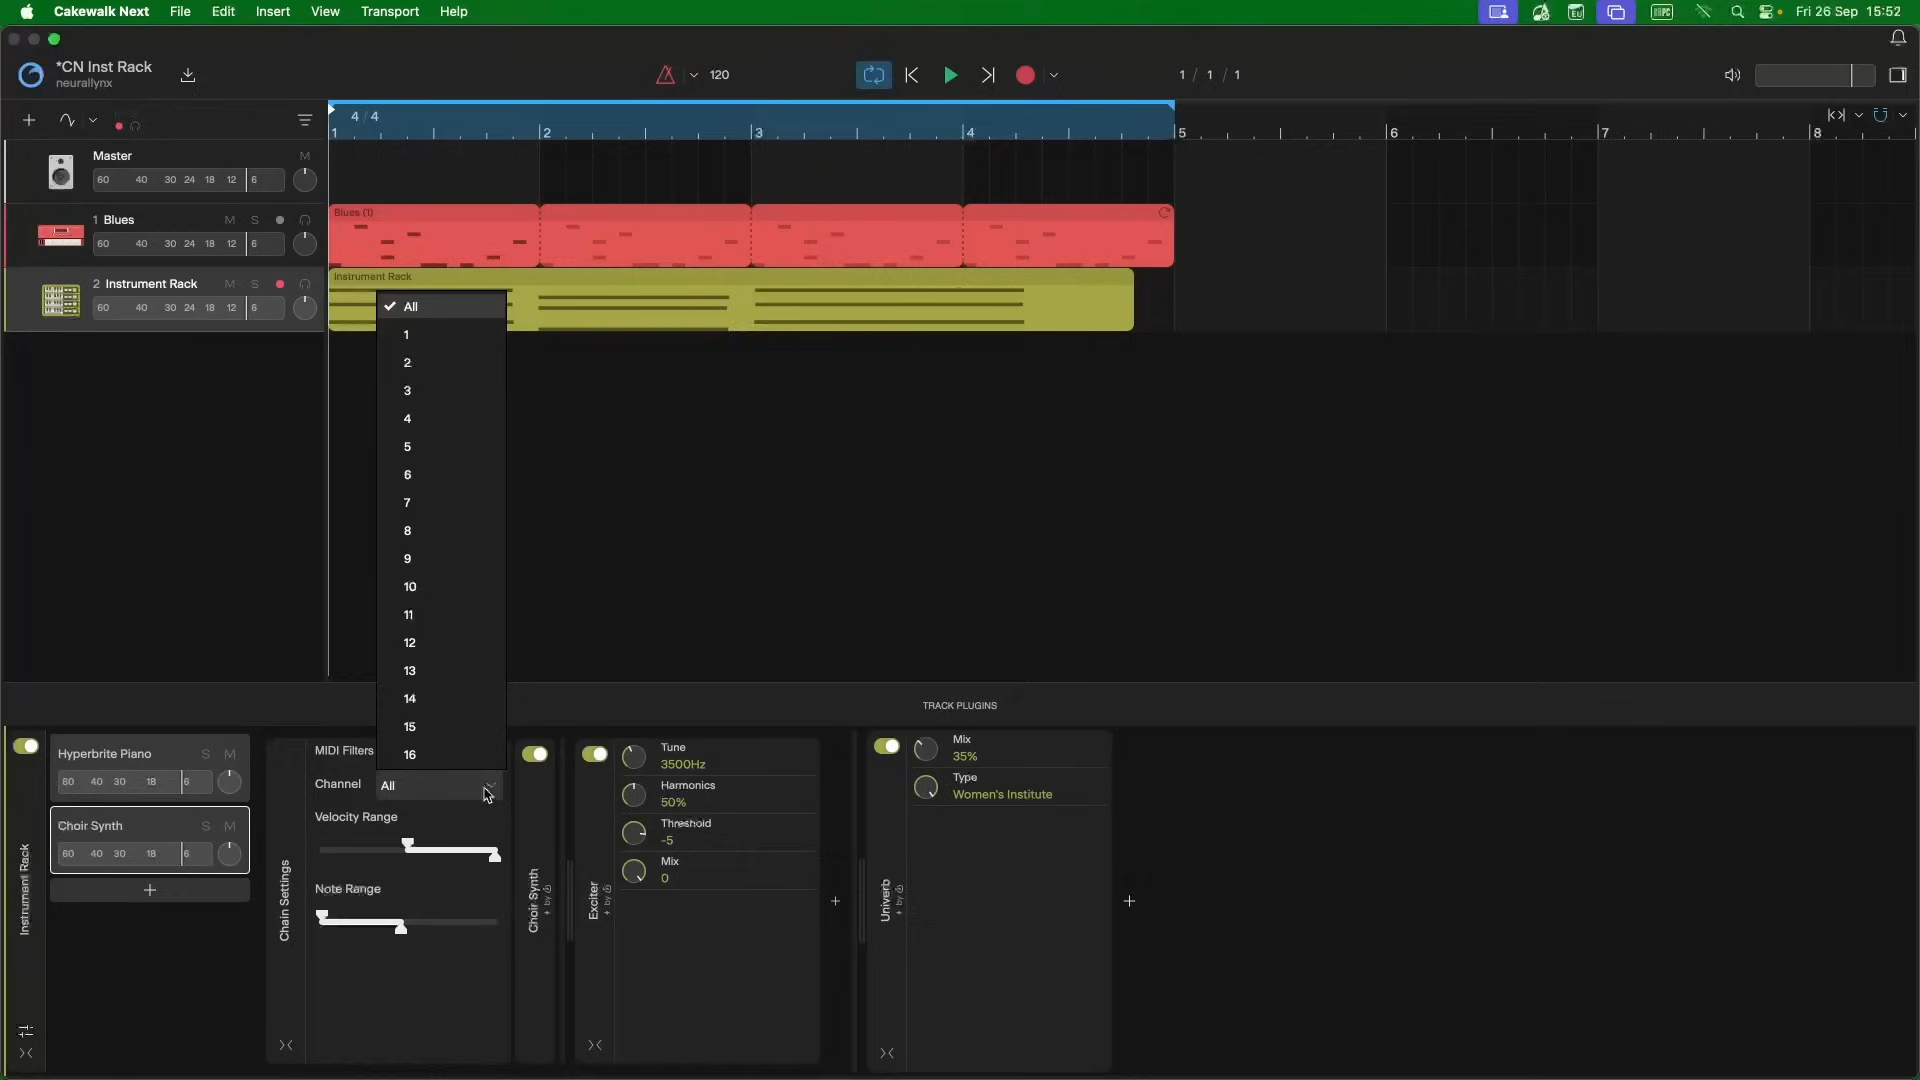 Cakewalk Next File Edit Insert View Transport Help
Fri 26 Sep 15:52
*CN Inst Rack
neurallynx
120
1 / 1 / 1
4 / 4
1 2 3 4 5 6 7 8
Master M
60 40 30 24 18 12 6
1 Blues M S
60 40 30 24 18 12 6
Blues (1)
2 Instrument Rack M S
60 40 30 24 18 12 6
Instrument Rack
All
1
2
3
4
5
6
7
8
9
10
11
12
13
14
15
16
TRACK PLUGINS
Instrument Rack
Hyperbrite Piano S M
60 40 30 18 6
Choir Synth S M
60 40 30 18 6
Chain Settings
MIDI Filters
Channel All
Velocity Range
Note Range
Choir Synth
by
Exciter
by
Tune
3500Hz
Harmonics
50%
Threshold
-5
Mix
0
Univerb
by
Mix
35%
Type
Women's Institute